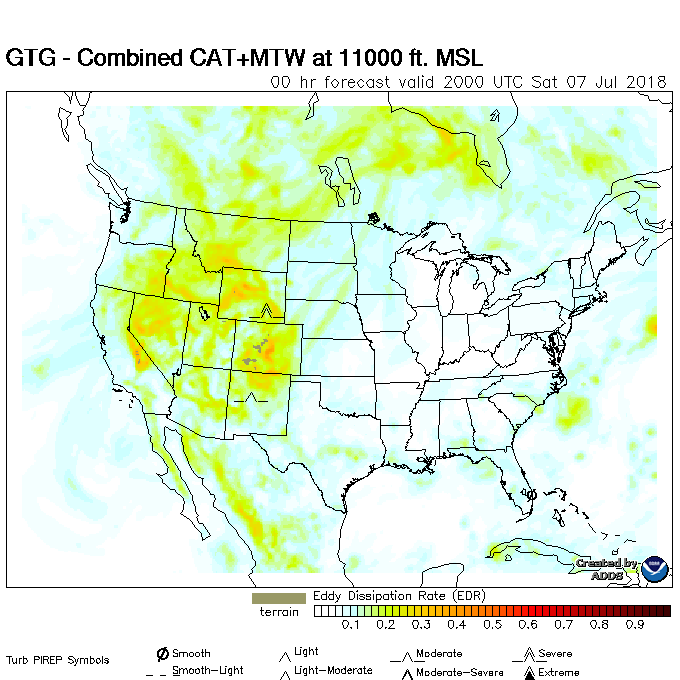 GTG - Combined CAT+MTW at 11000 ft. MSL
00 hr forecast valid 2000 UTC Sat 07 Jul 2018
Created by
ADDS
terrain
Eddy Dissipation Rate (EDR)
0.1 0.2 0.3 0.4 0.5 0.6 0.7 0.8 0.9
Turb PIREP Symbols
Smooth Light Moderate Severe
Smooth-Light Light-Moderate Moderate-Severe Extreme